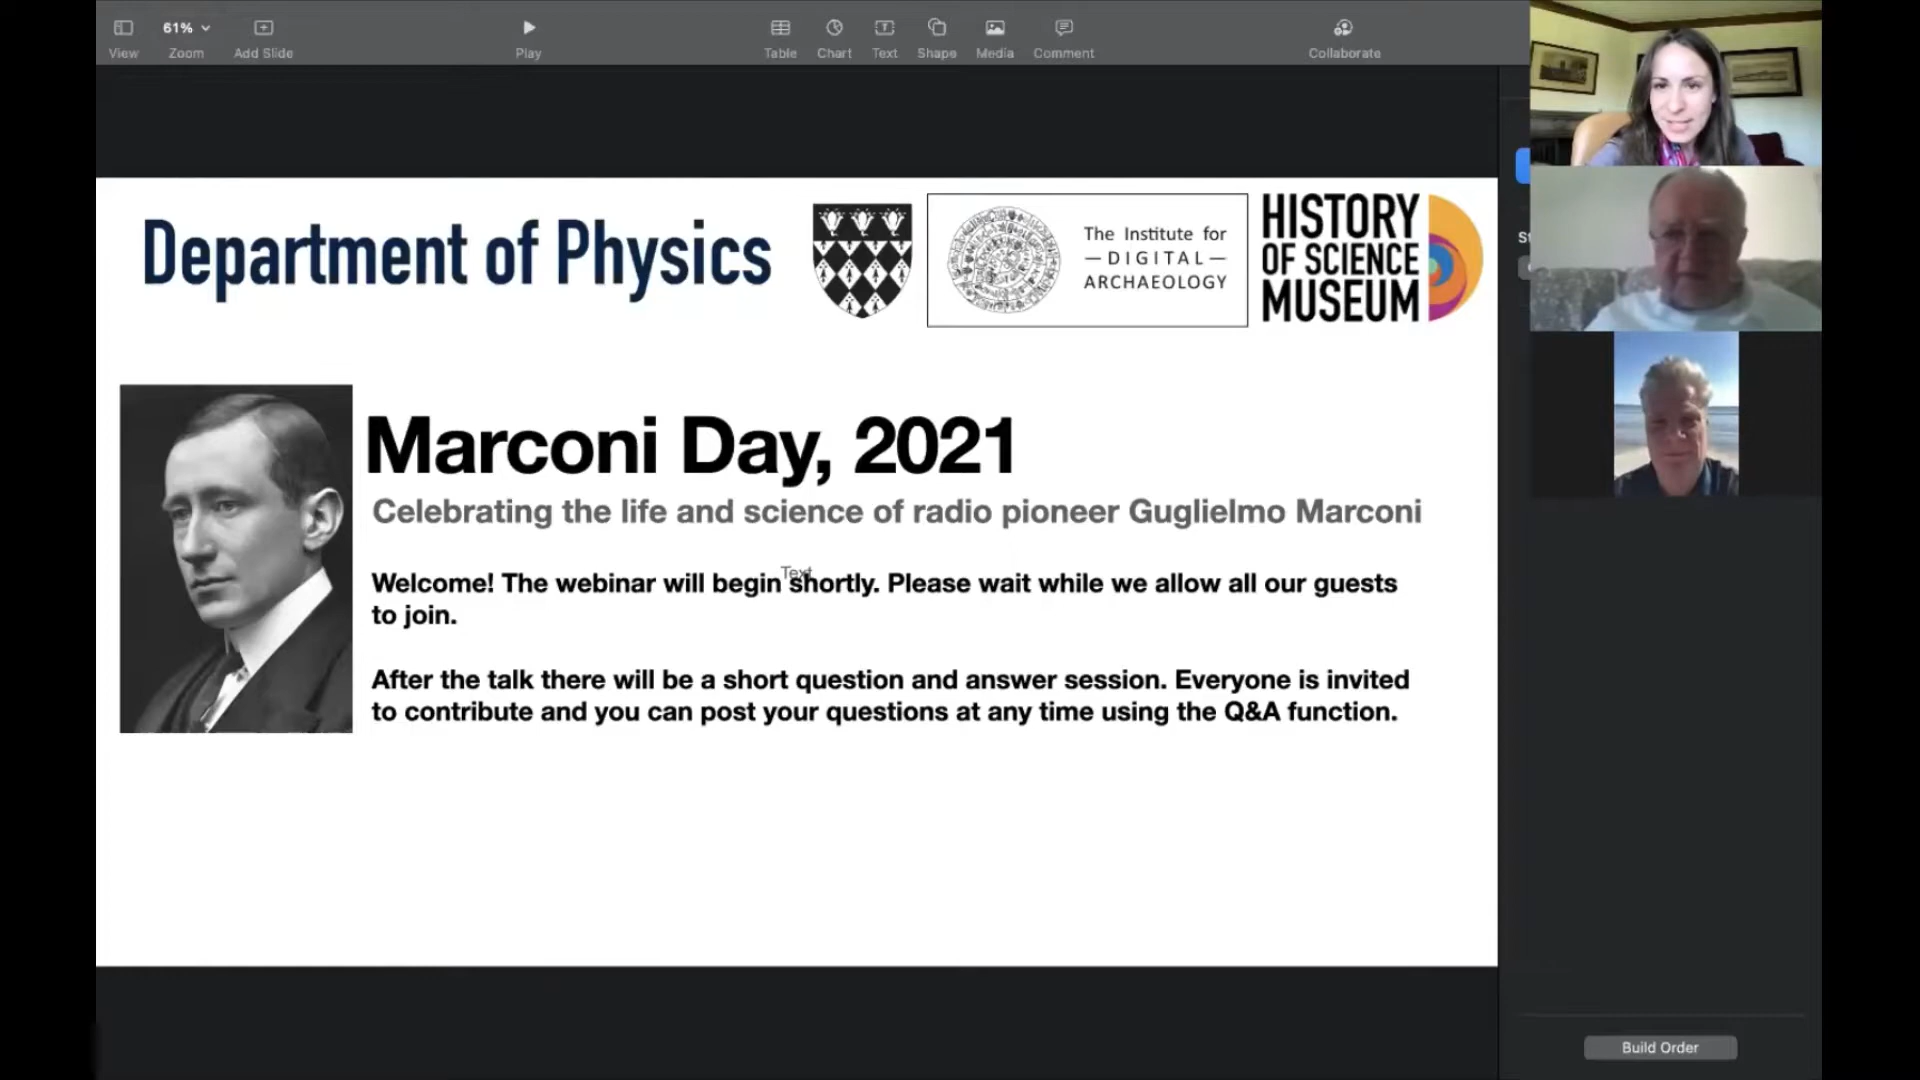 61%
View
Zoom
Add Slide
Play
Table
Chart
Text
Shape
Media
Comment
Collaborate
Department of Physics
The Institute for
—DIGITAL—
ARCHAEOLOGY
HISTORY
OF SCIENCE
MUSEUM
St
Marconi Day, 2021
Celebrating the life and science of radio pioneer Guglielmo Marconi
Text
Welcome! The webinar will begin shortly. Please wait while we allow all our guests
to join.
After the talk there will be a short question and answer session. Everyone is invited
to contribute and you can post your questions at any time using the Q&A function.
Build Order